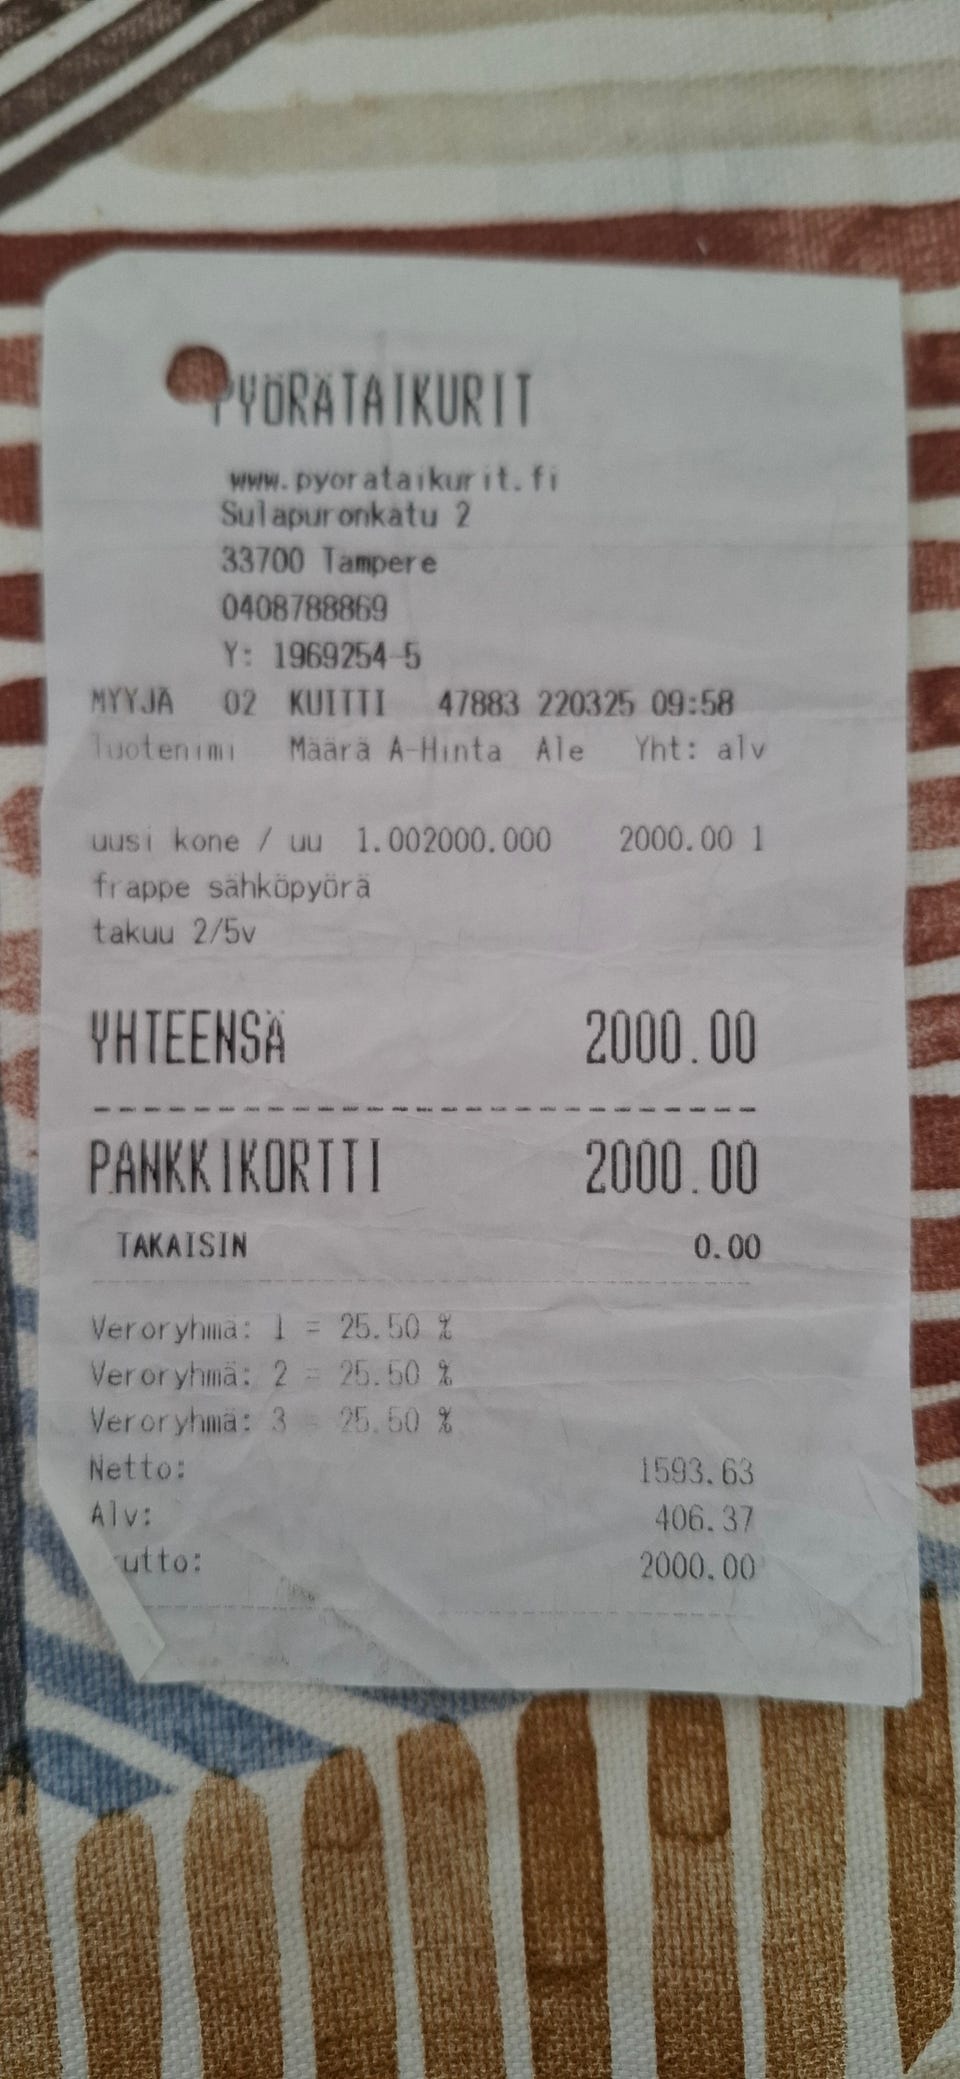 PYÖRÄTAIKURIT
www.pyorataikurit.fi
Sulapuronkatu 2
33700 Tampere
0408788869
Y: 1969254-5
MYYJÄ 02 KUITTI 47883 220325 09:58
Tuotenimi Määrä A-Hinta Ale Yht: alv
uusi kone / uu 1.002000.000 2000.00 1
frappe sähköpyörä
takuu 2/5v
YHTEENSÄ 2000.00
PANKKIKORTTI 2000.00
TAKAISIN 0.00
Veroryhmä: 1 = 25.50 %
Veroryhmä: 2 = 25.50 %
Veroryhmä: 3 = 25.50 %
Netto: 1593.63
Alv: 406.37
utto: 2000.00